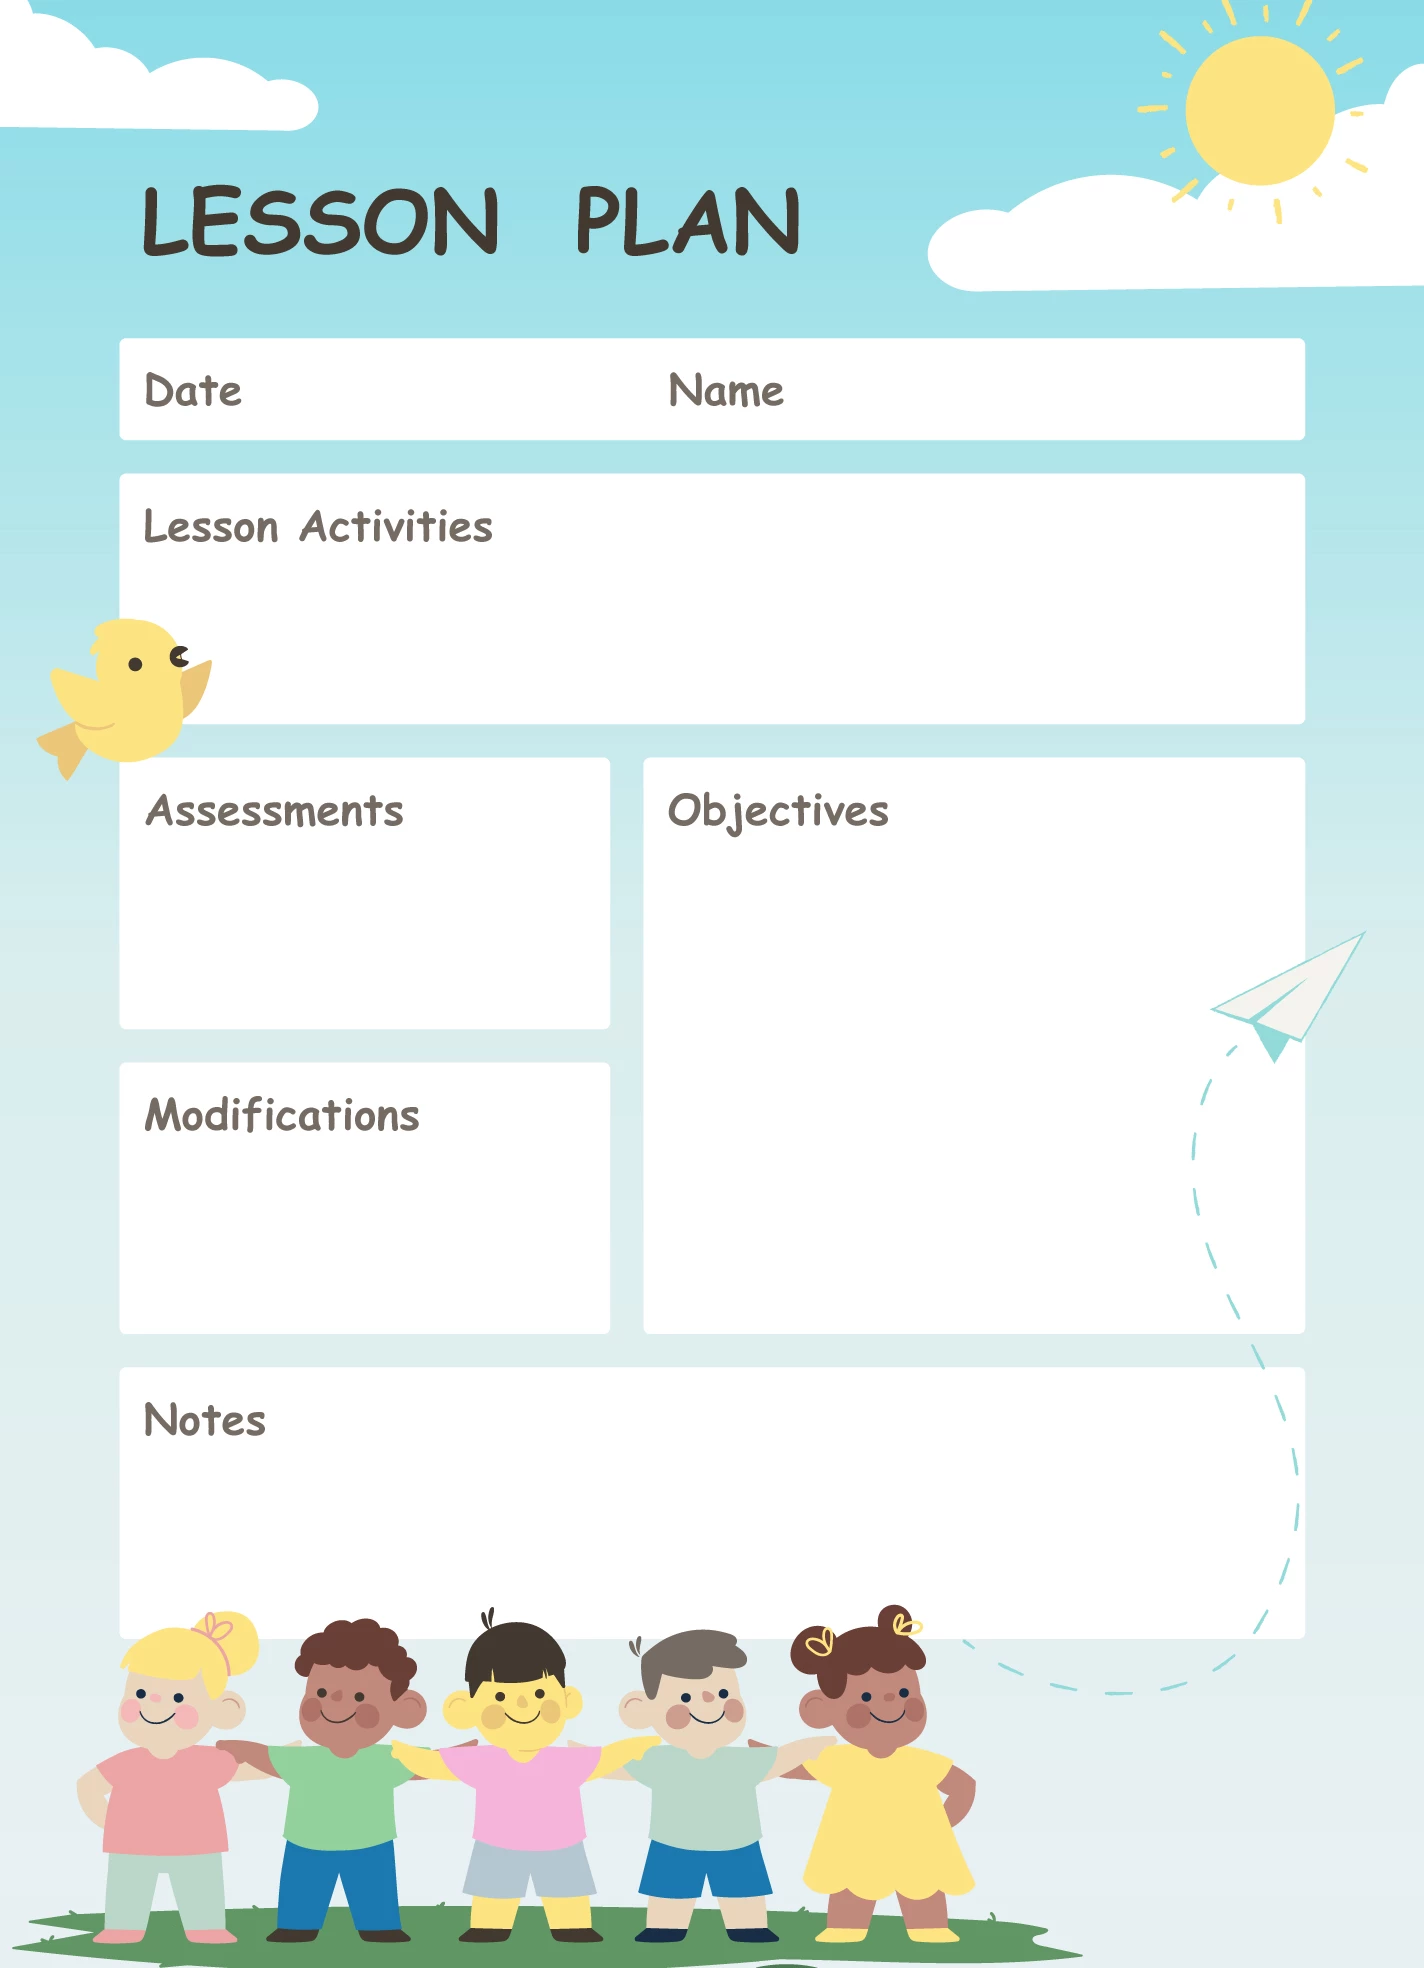 LESSON PLAN
Date Name
Lesson Activities
Assessments
Objectives
Modifications
Notes